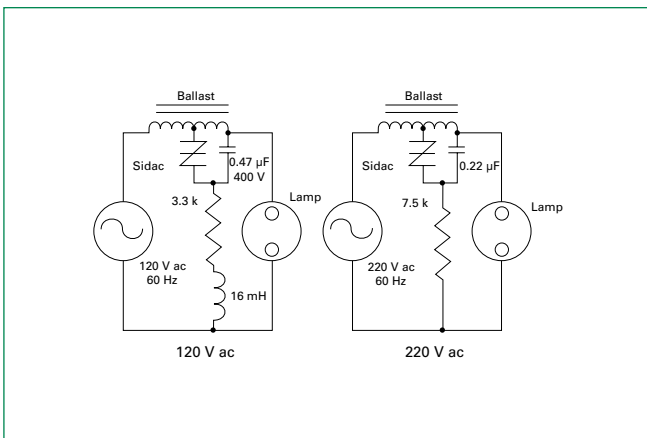 Ballast
Sidac
0.47 µF
400 V
3.3 k
Lamp
120 V ac
60 Hz
16 mH
120 V ac
Ballast
Sidac
0.22 µF
7.5 k
Lamp
220 V ac
60 Hz
220 V ac